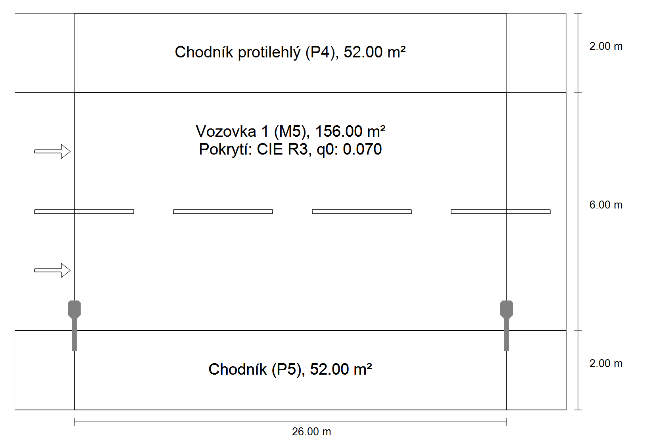 Chodník protilehlý (P4), 52.00 m²
2.00 m
Vozovka 1 (M5), 156.00 m²
Pokrytí: CIE R3, q0: 0.070
6.00 m
Chodník (P5), 52.00 m²
2.00 m
26.00 m